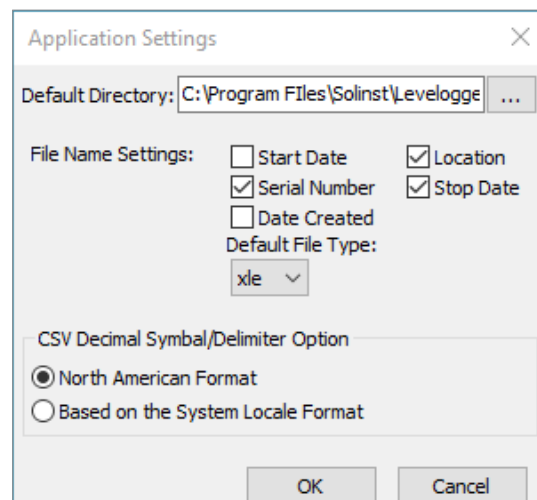 Application Settings
Default Directory: C:\Program FIles\Solinst\Levelogge ...
File Name Settings: Start Date Location
Serial Number Stop Date
Date Created
Default File Type:
xle
CSV Decimal Symbol/Delimiter Option
North American Format
Based on the System Locale Format
OK Cancel